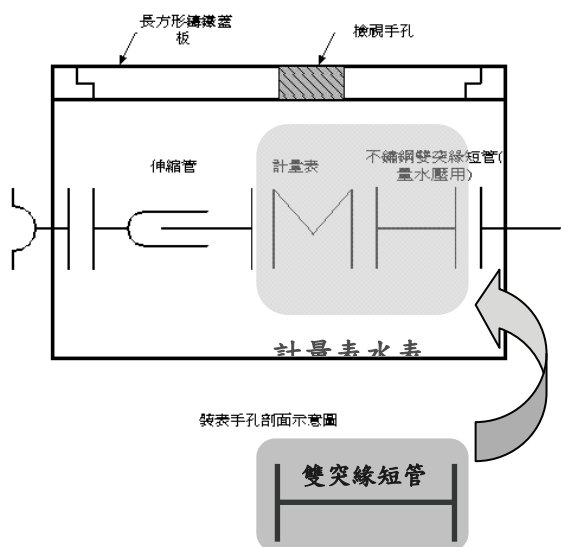 長方形鑄鐵蓋
板
檢視手孔
伸縮管
計量表
不鏽鋼雙突緣短管(
量水壓用)
計量表水表
裝表手孔剖面示意圖
雙突緣短管